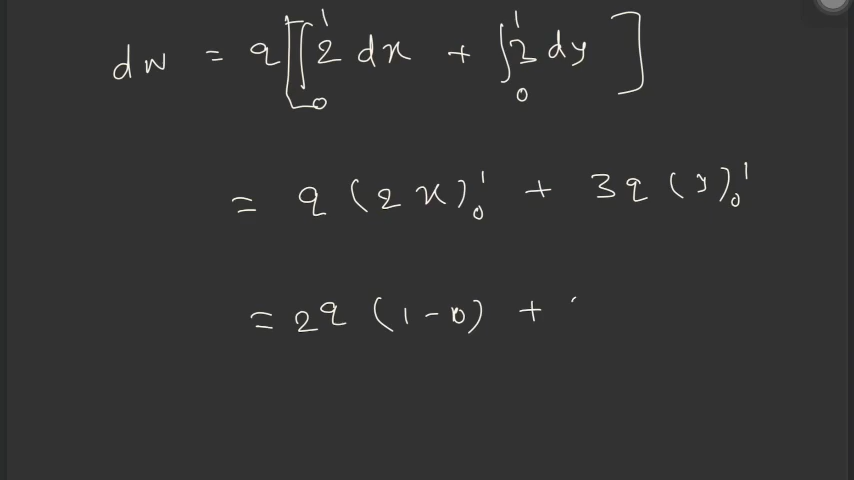 dw = q [ ∫₀¹ 2 dx + ∫₀¹ 3 dy ]
= q (2x)₀¹ + 3q (y)₀¹
= 2q (1-0) +